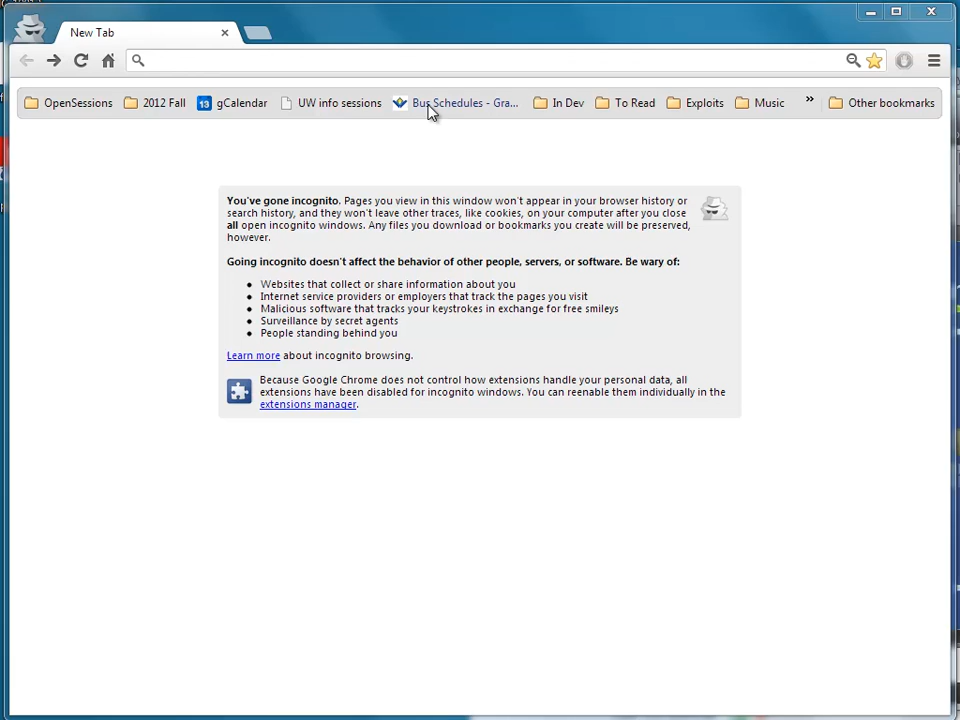 New Tab
OpenSessions 2012 Fall 13 gCalendar UW info sessions Bus Schedules - Gra... In Dev To Read Exploits Music » Other bookmarks
You've gone incognito. Pages you view in this window won't appear in your browser history or
search history, and they won't leave other traces, like cookies, on your computer after you close
all open incognito windows. Any files you download or bookmarks you create will be preserved,
however.
Going incognito doesn't affect the behavior of other people, servers, or software. Be wary of:
• Websites that collect or share information about you
• Internet service providers or employers that track the pages you visit
• Malicious software that tracks your keystrokes in exchange for free smileys
• Surveillance by secret agents
• People standing behind you
Learn more about incognito browsing.
Because Google Chrome does not control how extensions handle your personal data, all
extensions have been disabled for incognito windows. You can reenable them individually in the
extensions manager.